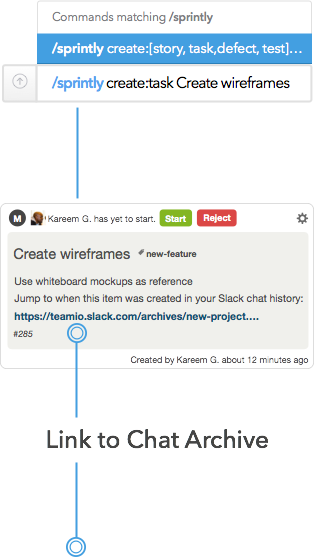 Commands matching /sprintly
/sprintly create:[story, task,defect, test]...
/sprintly create:task Create wireframes
M Kareem G. has yet to start. Start Reject
Create wireframes new-feature
Use whiteboard mockups as reference
Jump to when this item was created in your Slack chat history:
https://teamio.slack.com/archives/new-project....
#285
Created by Kareem G. about 12 minutes ago
Link to Chat Archive